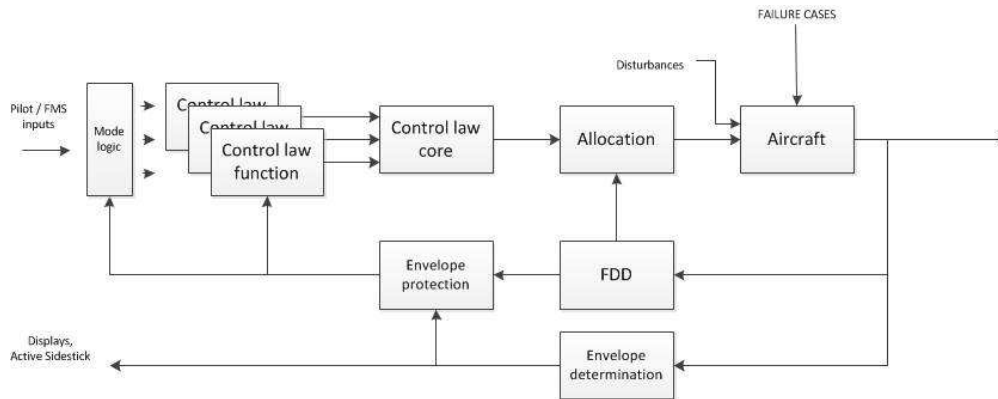 FAILURE CASES
Disturbances
Pilot / FMS
inputs
Mode
logic
Control law
Control law
Control law
function
Control law
core
Allocation
Aircraft
Envelope
protection
FDD
Displays,
Active Sidestick
Envelope
determination